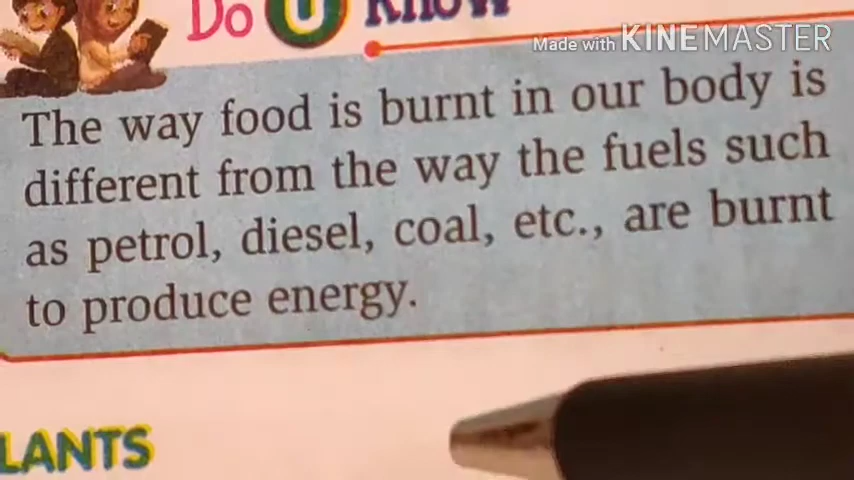 Do U Know
Made with KINEMASTER
The way food is burnt in our body is
different from the way the fuels such
as petrol, diesel, coal, etc., are burnt
to produce energy.
LANTS